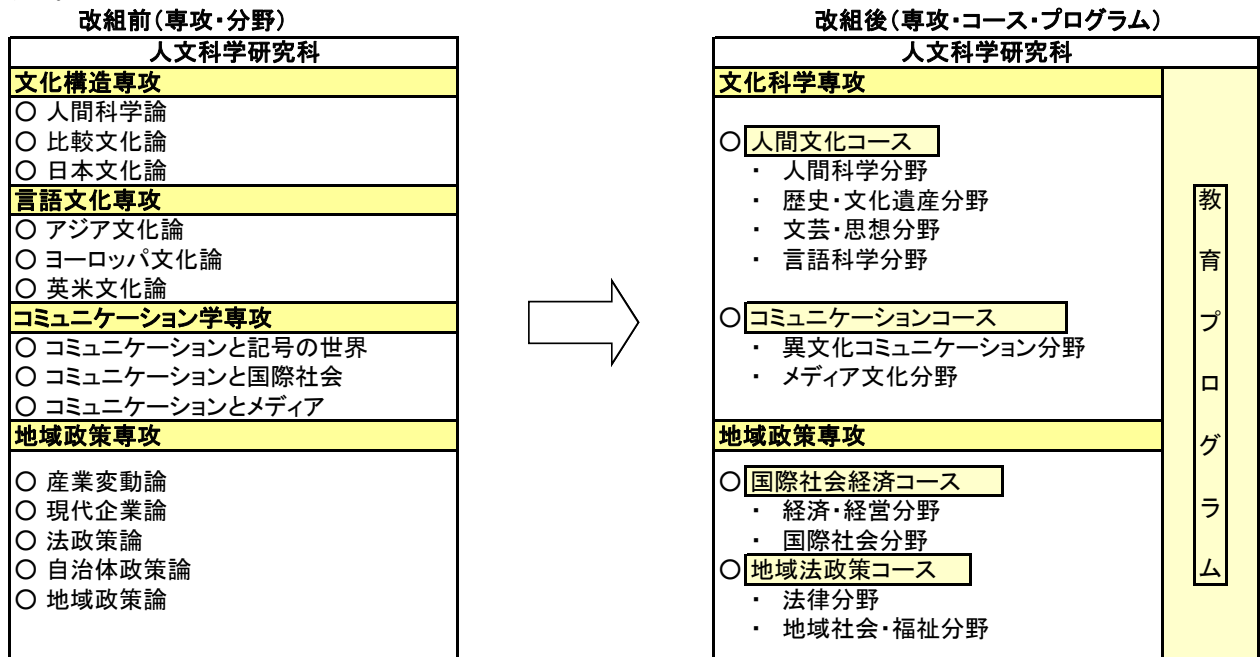 改組前(専攻・分野)
人文科学研究科
文化構造専攻
○ 人間科学論
○ 比較文化論
○ 日本文化論
言語文化専攻
○ アジア文化論
○ ヨーロッパ文化論
○ 英米文化論
コミュニケーション学専攻
○ コミュニケーションと記号の世界
○ コミュニケーションと国際社会
○ コミュニケーションとメディア
地域政策専攻
○ 産業変動論
○ 現代企業論
○ 法政策論
○ 自治体政策論
○ 地域政策論
改組後(専攻・コース・プログラム)
人文科学研究科
文化科学専攻
○ 人間文化コース
・ 人間科学分野
・ 歴史・文化遺産分野
・ 文芸・思想分野
・ 言語科学分野
○ コミュニケーションコース
・ 異文化コミュニケーション分野
・ メディア文化分野
地域政策専攻
○ 国際社会経済コース
・ 経済・経営分野
・ 国際社会分野
○ 地域法政策コース
・ 法律分野
・ 地域社会・福祉分野
教育プログラム